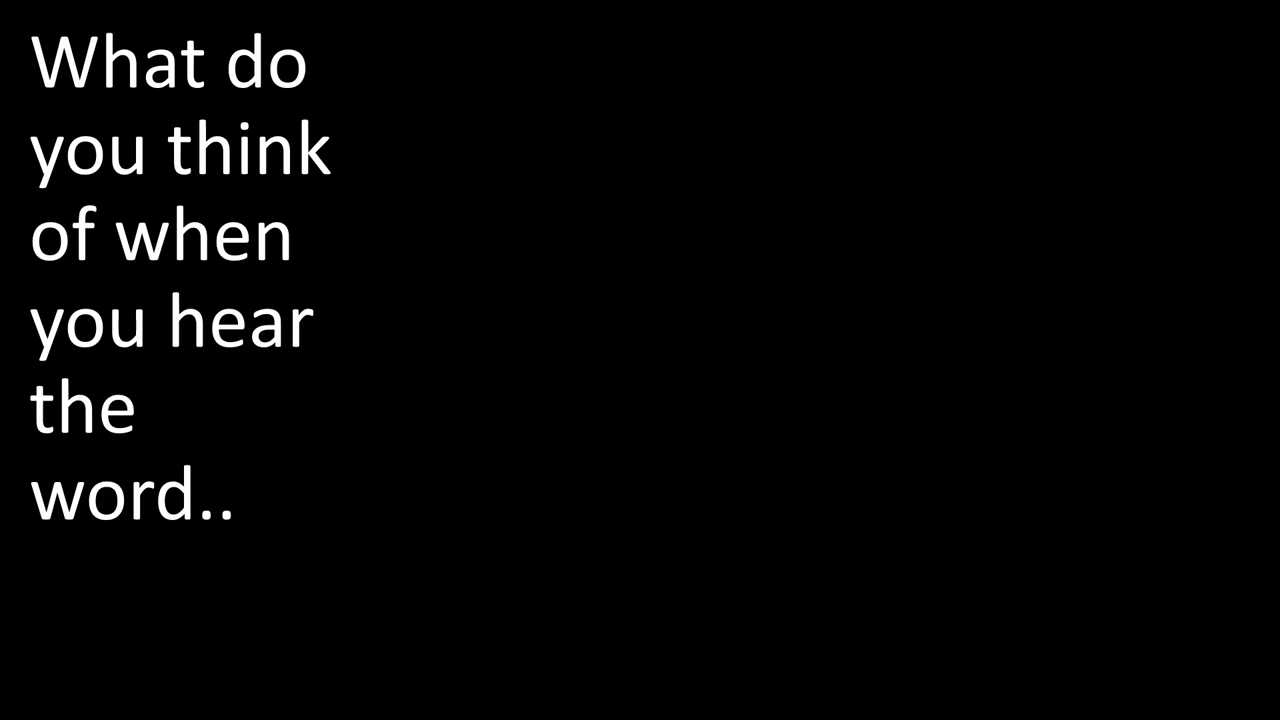 What do
you think
of when
you hear
the
word..